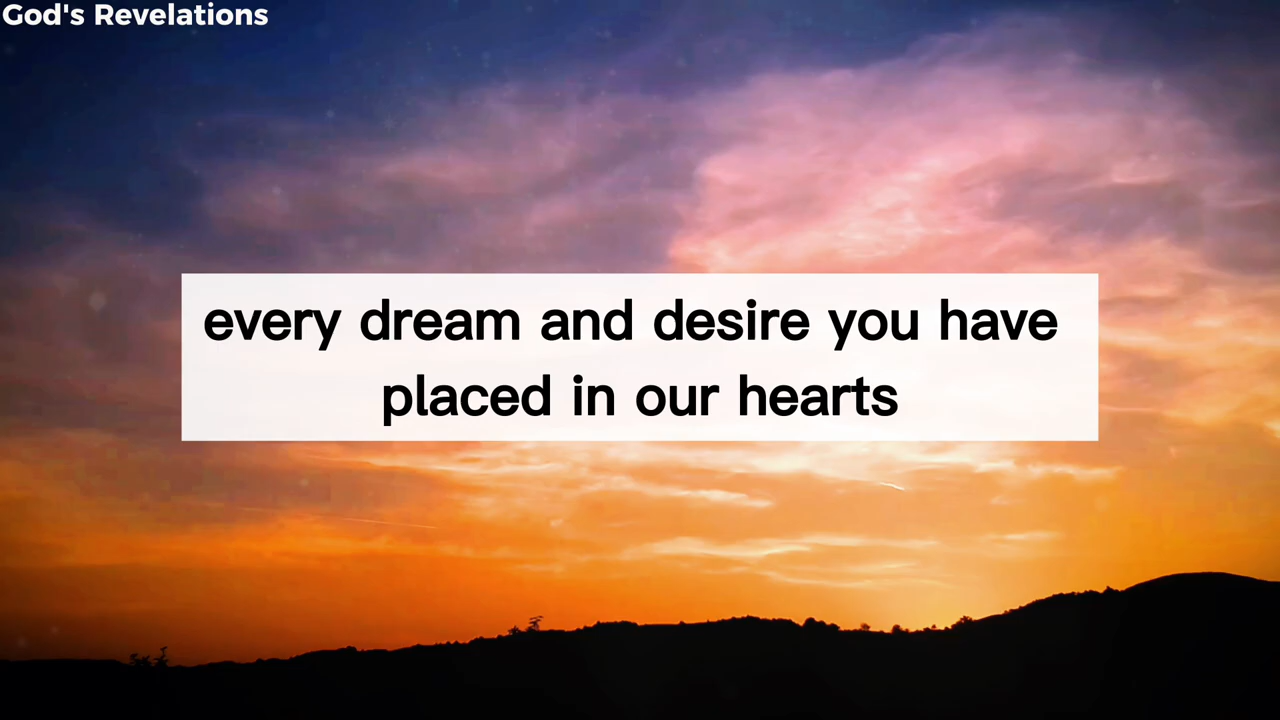 God's Revelations
every dream and desire you have
placed in our hearts